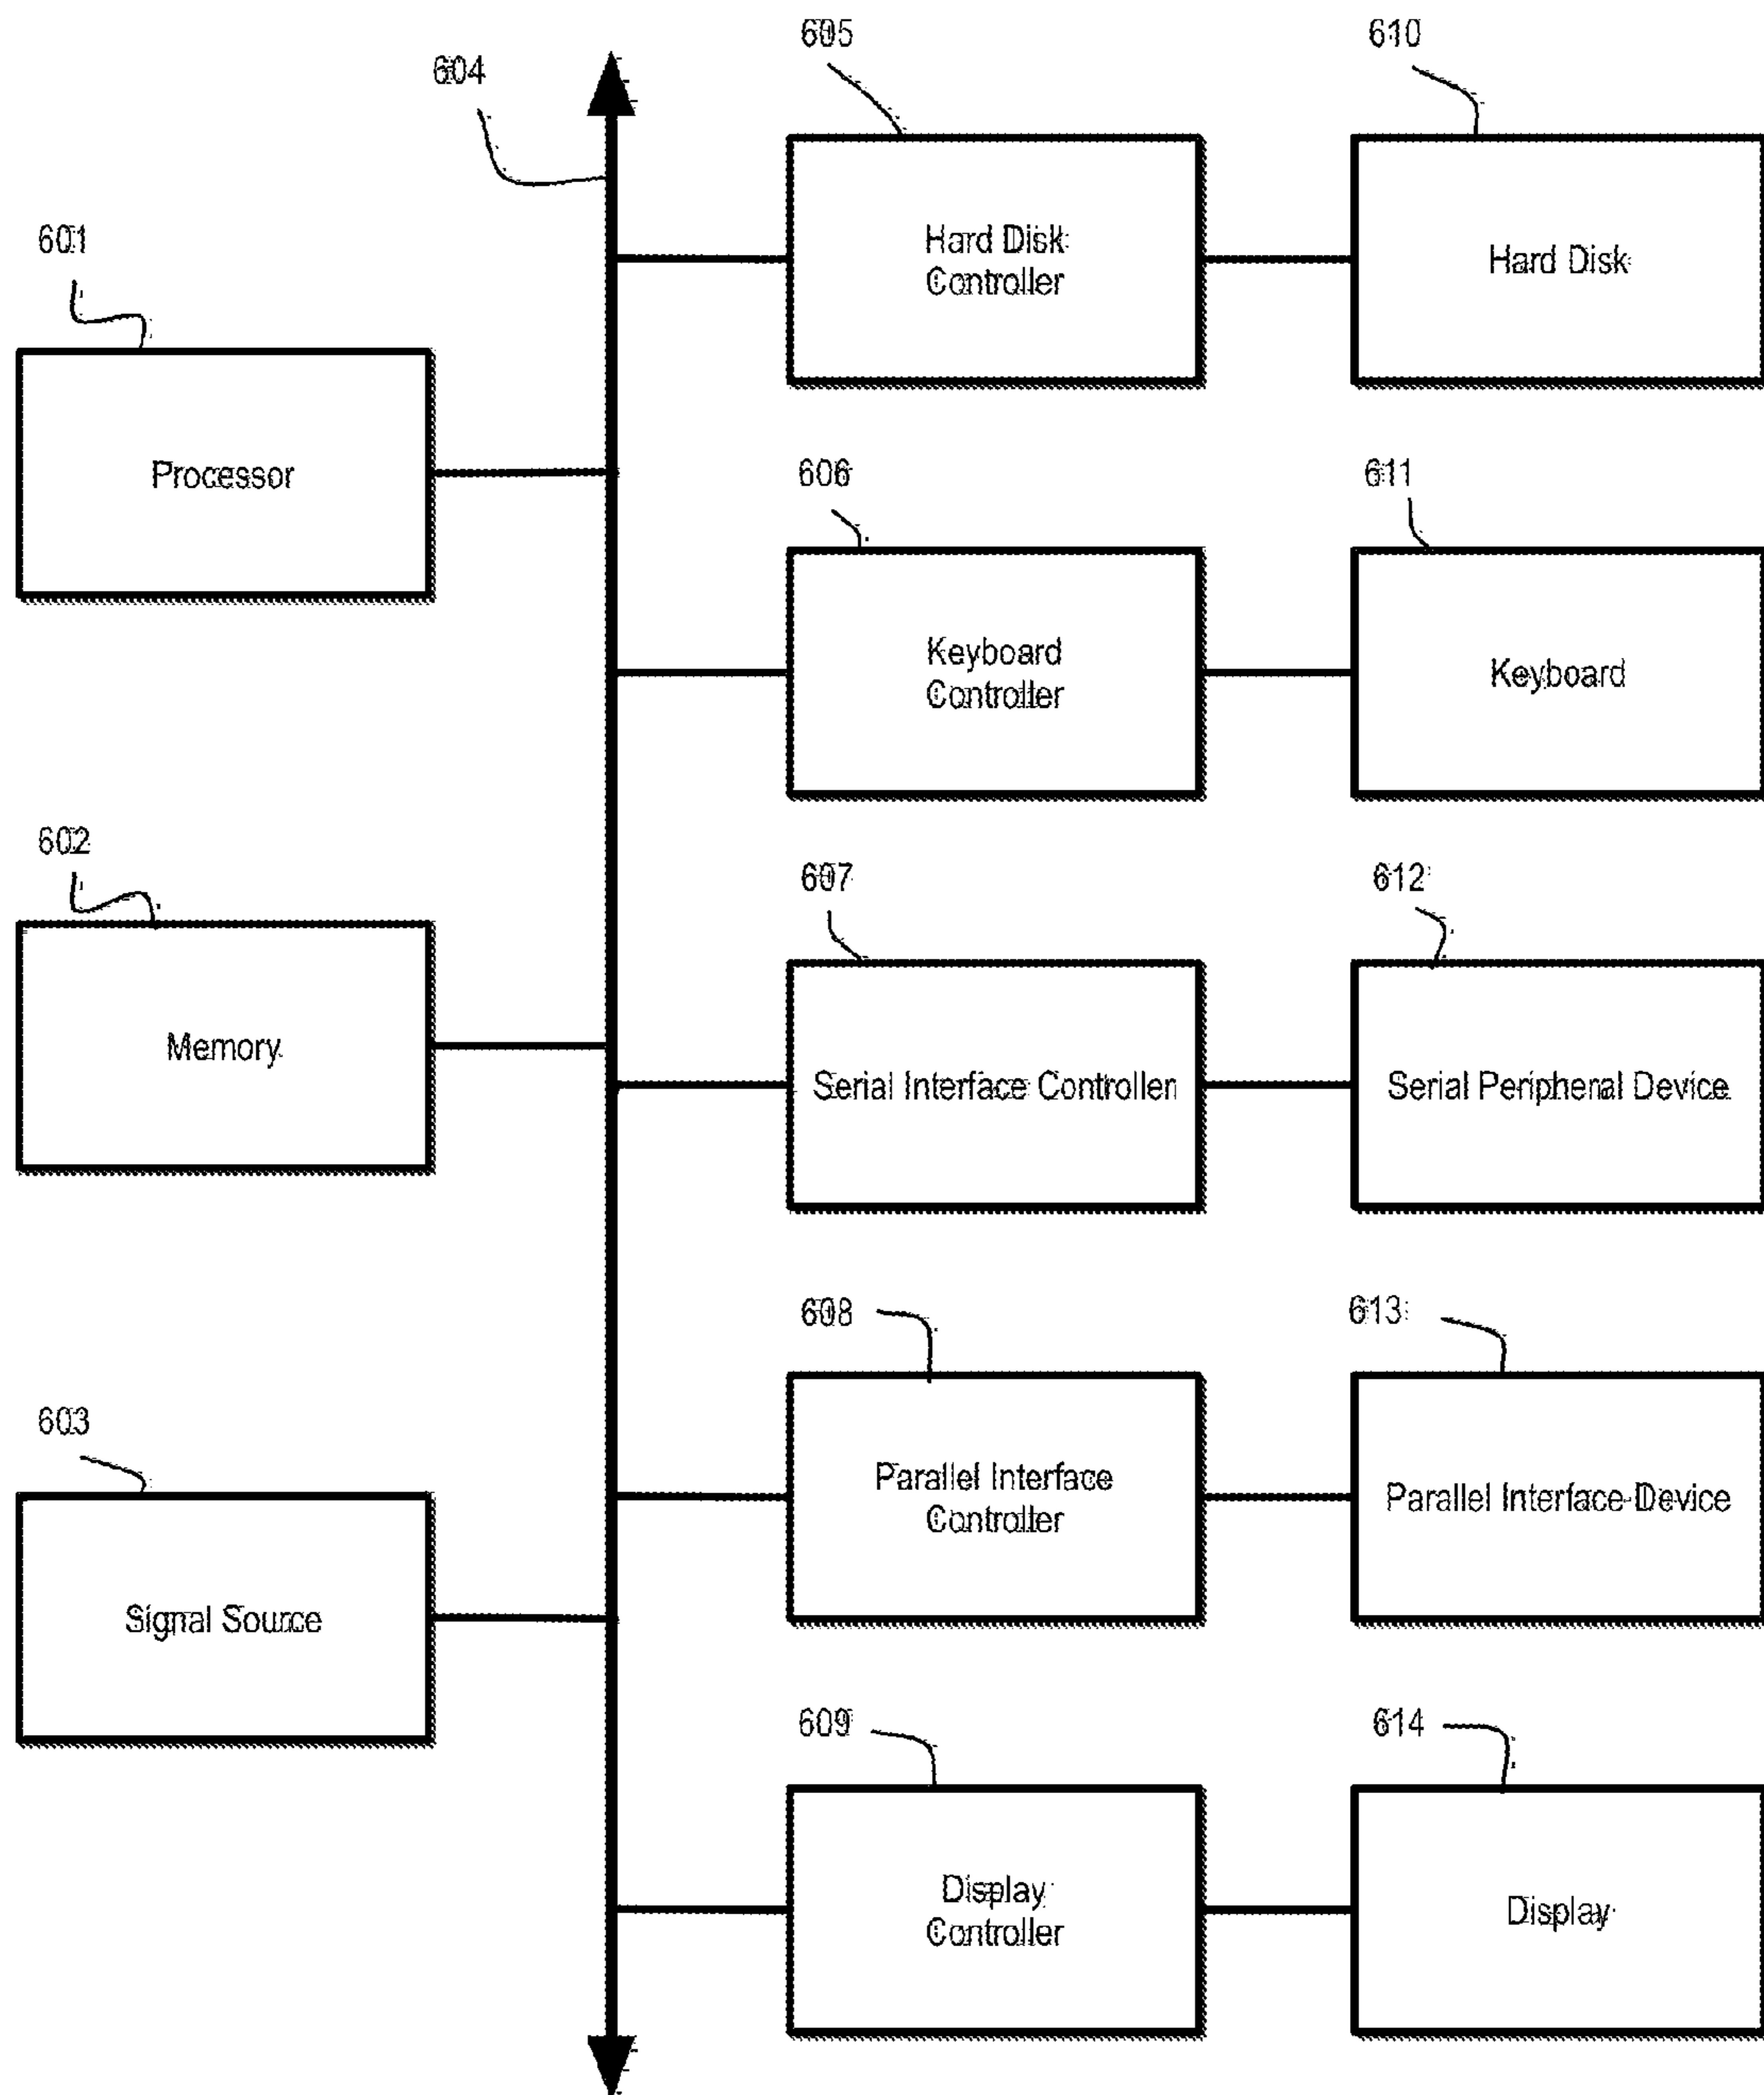 604
605
610
601
Hard Disk
Controller
Hard Disk
Processor
606
611
Keyboard
Controller
Keyboard
602
607
612
Memory
Serial Interface Controller
Serial Peripheral Device
603
608
613
Parallel Interface
Controller
Parallel Interface Device
Signal Source
609
614
Display
Controller
Display